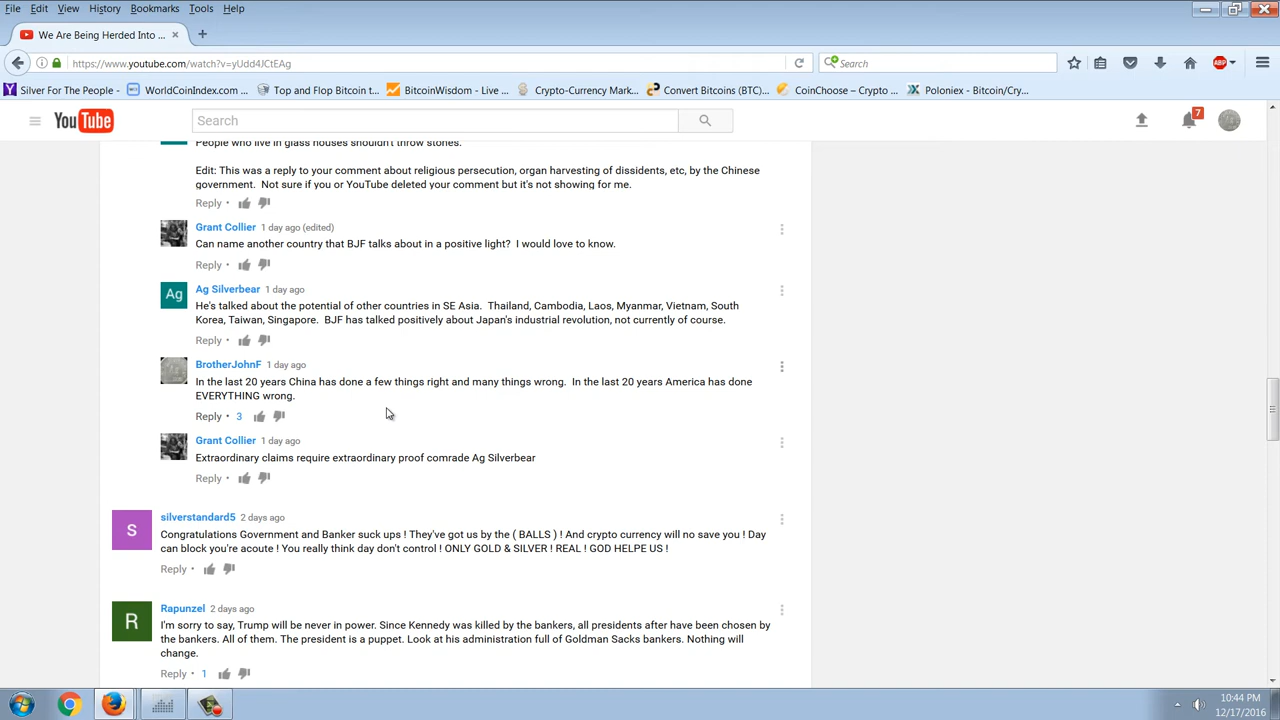 File Edit View History Bookmarks Tools Help
We Are Being Herded Into ...
https://www.youtube.com/watch?v=yUdd4JCtEAg
Search
Silver For The People - WorldCoinIndex.com ... Top and Flop Bitcoin t... BitcoinWisdom - Live ... Crypto-Currency Mark... Convert Bitcoins (BTC)... CoinChoose – Crypto ... Poloniex - Bitcoin/Cry...
YouTube
Search
7
People who live in glass houses shouldn't throw stones.
Edit: This was a reply to your comment about religious persecution, organ harvesting of dissidents, etc, by the Chinese
government. Not sure if you or YouTube deleted your comment but it's not showing for me.
Reply •
Grant Collier 1 day ago (edited)
Can name another country that BJF talks about in a positive light? I would love to know.
Reply •
Ag
Ag Silverbear 1 day ago
He's talked about the potential of other countries in SE Asia. Thailand, Cambodia, Laos, Myanmar, Vietnam, South
Korea, Taiwan, Singapore. BJF has talked positively about Japan's industrial revolution, not currently of course.
Reply •
BrotherJohnF 1 day ago
In the last 20 years China has done a few things right and many things wrong. In the last 20 years America has done
EVERYTHING wrong.
Reply • 3
Grant Collier 1 day ago
Extraordinary claims require extraordinary proof comrade Ag Silverbear
Reply •
S
silverstandard5 2 days ago
Congratulations Government and Banker suck ups ! They've got us by the ( BALLS ) ! And crypto currency will no save you ! Day
can block you're acoute ! You really think day don't control ! ONLY GOLD & SILVER ! REAL ! GOD HELPE US !
Reply •
R
Rapunzel 2 days ago
I'm sorry to say, Trump will be never in power. Since Kennedy was killed by the bankers, all presidents after have been chosen by
the bankers. All of them. The president is a puppet. Look at his administration full of Goldman Sacks bankers. Nothing will
change.
Reply • 1
10:44 PM
12/17/2016